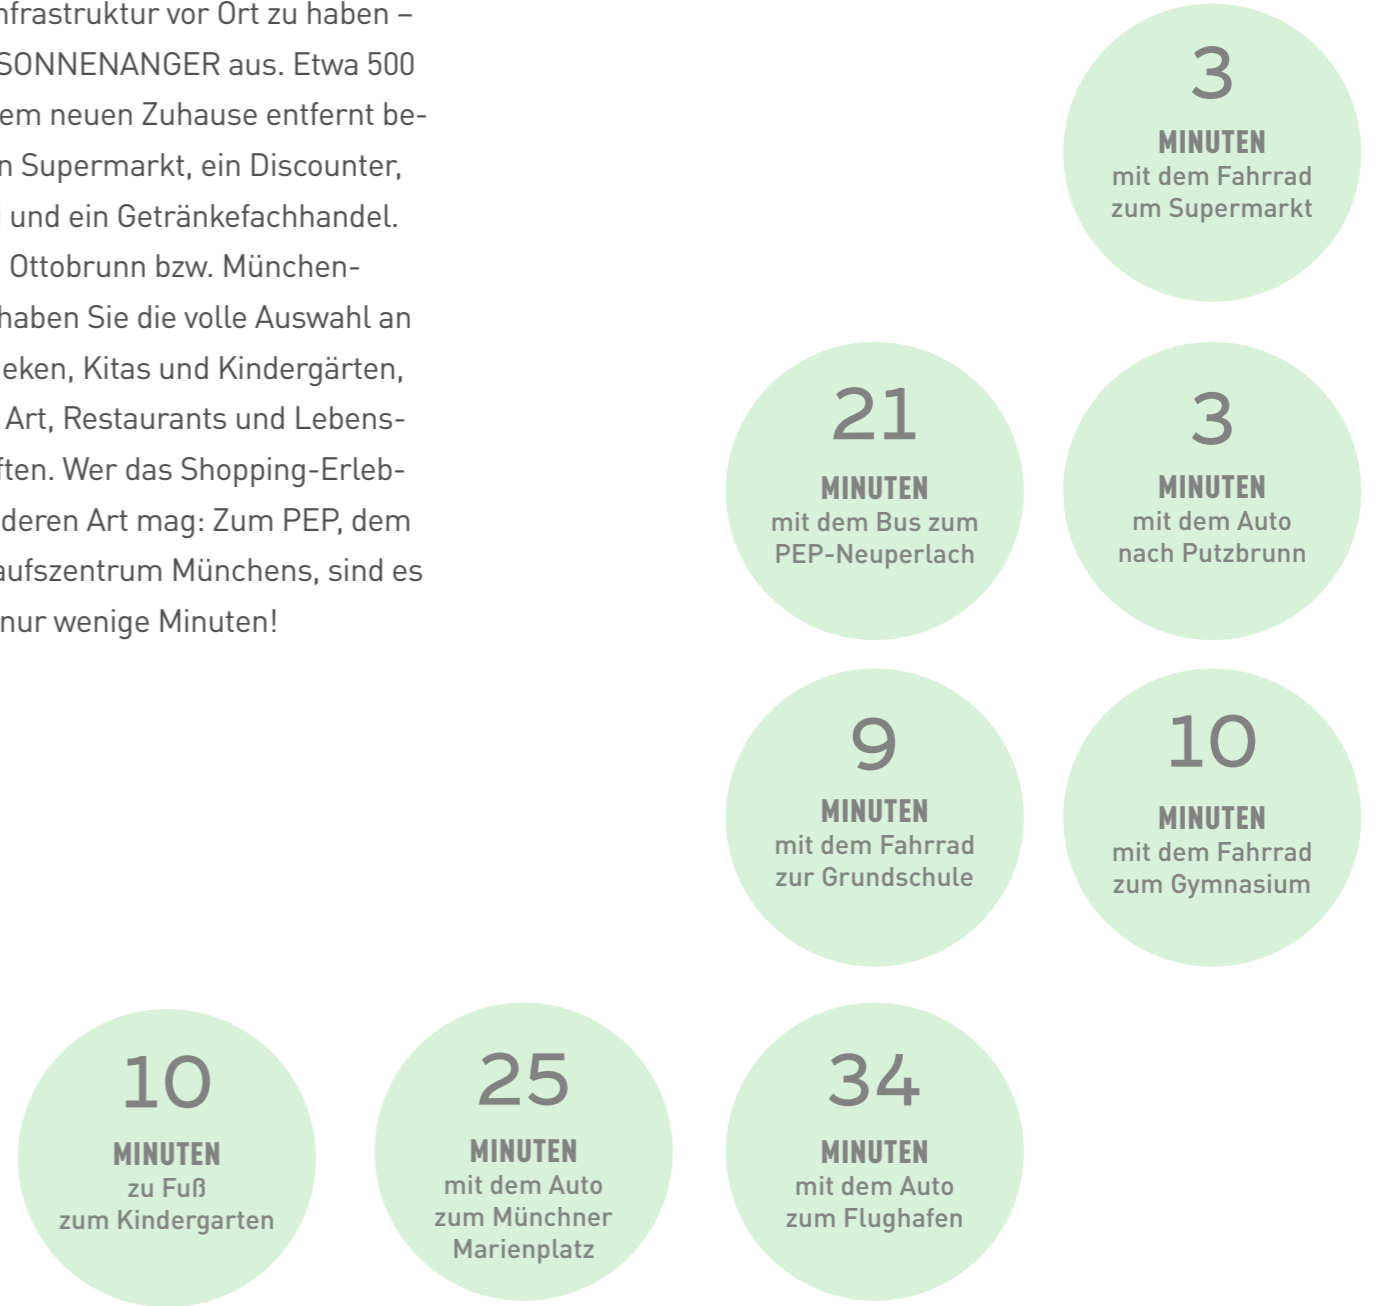 nfrastruktur vor Ort zu haben –
SONNENANGER aus. Etwa 500
em neuen Zuhause entfernt be-
n Supermarkt, ein Discounter,
i und ein Getränkefachhandel.
Ottobrunn bzw. München-
haben Sie die volle Auswahl an
eken, Kitas und Kindergärten,
Art, Restaurants und Lebens-
ften. Wer das Shopping-Erleb-
deren Art mag: Zum PEP, dem
aufszentrum Münchens, sind es
nur wenige Minuten!
3
MINUTEN
mit dem Fahrrad
zum Supermarkt
21
MINUTEN
mit dem Bus zum
PEP-Neuperlach
3
MINUTEN
mit dem Auto
nach Putzbrunn
9
MINUTEN
mit dem Fahrrad
zur Grundschule
10
MINUTEN
mit dem Fahrrad
zum Gymnasium
10
MINUTEN
zu Fuß
zum Kindergarten
25
MINUTEN
mit dem Auto
zum Münchner
Marienplatz
34
MINUTEN
mit dem Auto
zum Flughafen